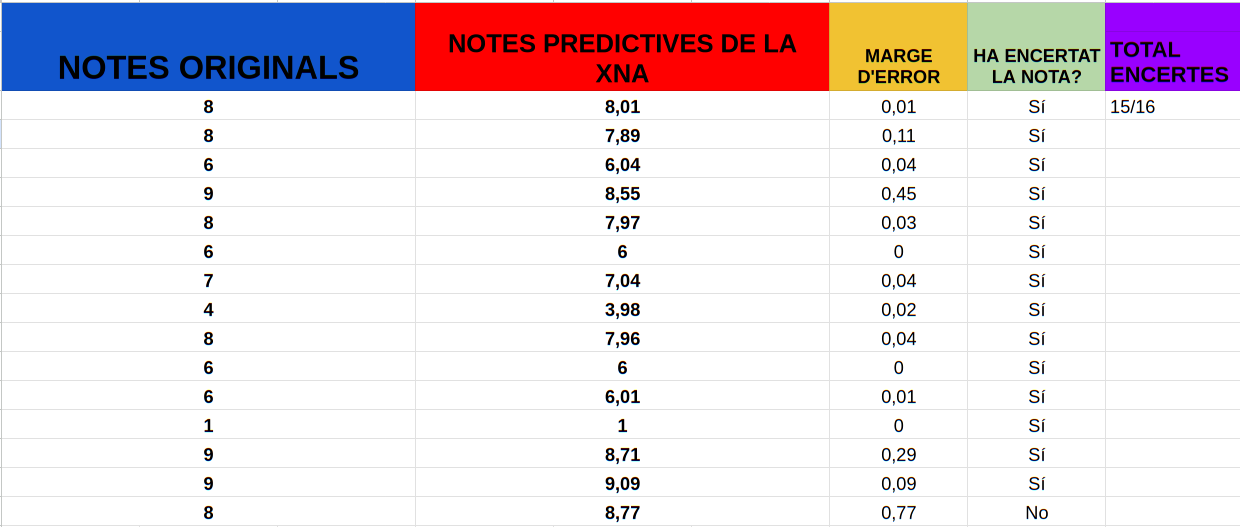 NOTES ORIGINALS NOTES PREDICTIVES DE LA XNA MARGE D'ERROR HA ENCERTAT LA NOTA? TOTAL ENCERTES
8 8,01 0,01 Sí 15/16
8 7,89 0,11 Sí
6 6,04 0,04 Sí
9 8,55 0,45 Sí
8 7,97 0,03 Sí
6 6 0 Sí
7 7,04 0,04 Sí
4 3,98 0,02 Sí
8 7,96 0,04 Sí
6 6 0 Sí
6 6,01 0,01 Sí
1 1 0 Sí
9 8,71 0,29 Sí
9 9,09 0,09 Sí
8 8,77 0,77 No